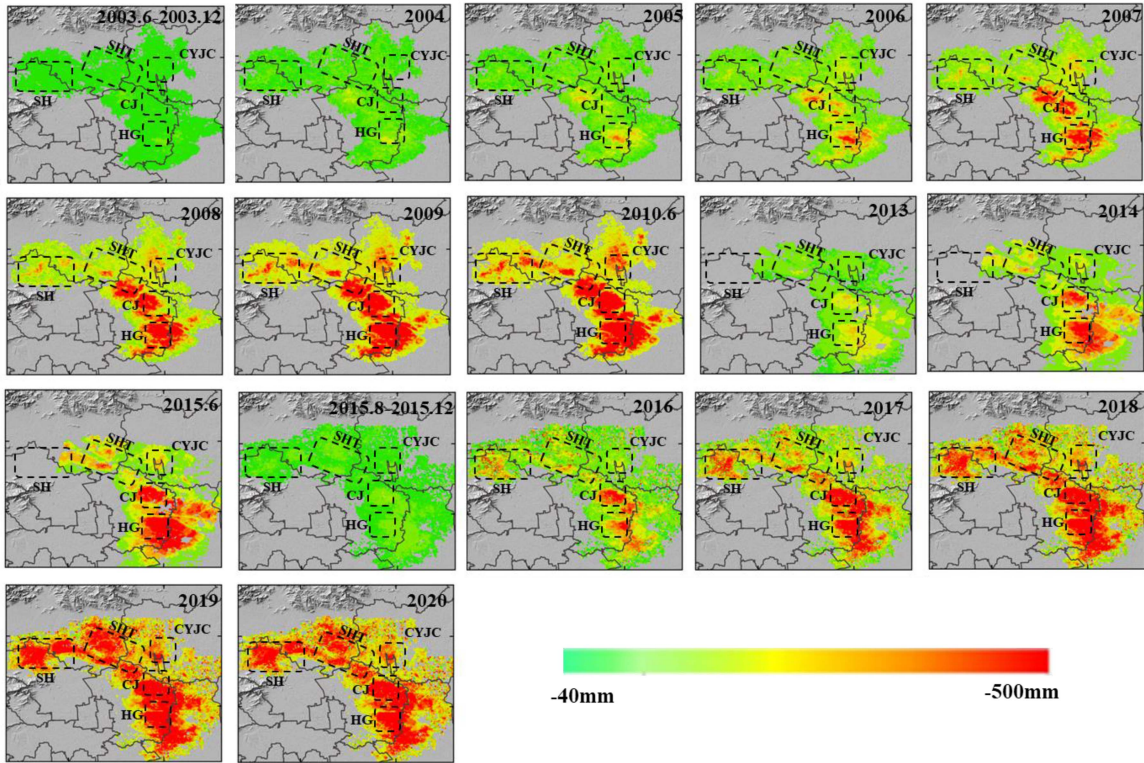 2003.6-2003.12
SHT
CYJC
SH
CJ
HG
2004
SHT
CYJC
SH
CJ
HG
2005
SHT
CYJC
SH
CJ
HG
2006
SHT
CYJC
SH
CJ
HG
2007
SHT
CYJC
SH
CJ
HG
2008
SHT
CYJC
SH
CJ
HG
2009
SHT
CYJC
SH
CJ
HG
2010.6
SHT
CYJC
SH
CJ
HG
2013
SHT
CYJC
SH
CJ
HG
2014
SHT
CYJC
SH
CJ
HG
2015.6
SHT
CYJC
SH
CJ
HG
2015.8-2015.12
SHT
CYJC
SH
CJ
HG
2016
SHT
CYJC
SH
CJ
HG
2017
SHT
CYJC
SH
CJ
HG
2018
SHT
CYJC
SH
CJ
HG
2019
SHT
CYJC
SH
CJ
HG
2020
SHT
CYJC
SH
CJ
HG
-40mm
-500mm